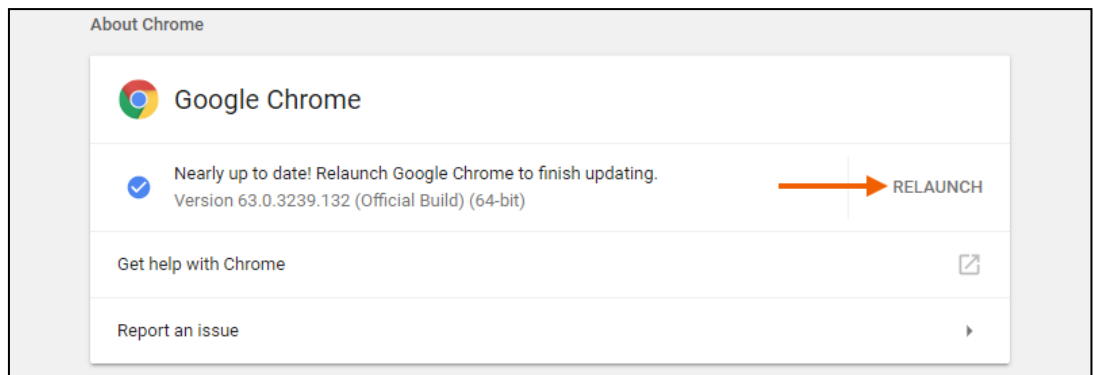 About Chrome
Google Chrome
Nearly up to date! Relaunch Google Chrome to finish updating.
Version 63.0.3239.132 (Official Build) (64-bit)
RELAUNCH
Get help with Chrome
Report an issue